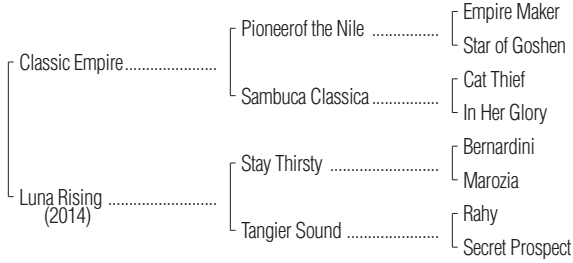 Empire Maker
Pioneerof the Nile ................
Star of Goshen
Classic Empire......................
Cat Thief
Sambuca Classica................
In Her Glory
Bernardini
Stay Thirsty ..........................
Marozia
Luna Rising ..........................
(2014)
Rahy
Tangier Sound ......................
Secret Prospect